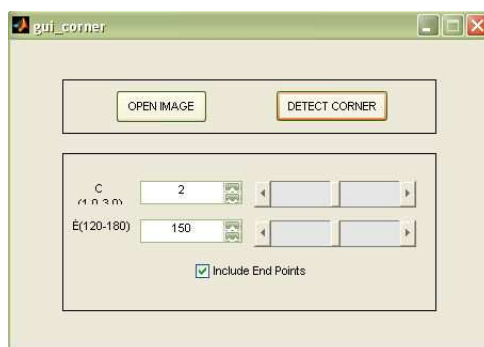 gui_corner
OPEN IMAGE
DETECT CORNER
C
(1.0 3.0)
2
È(120-180)
150
Include End Points